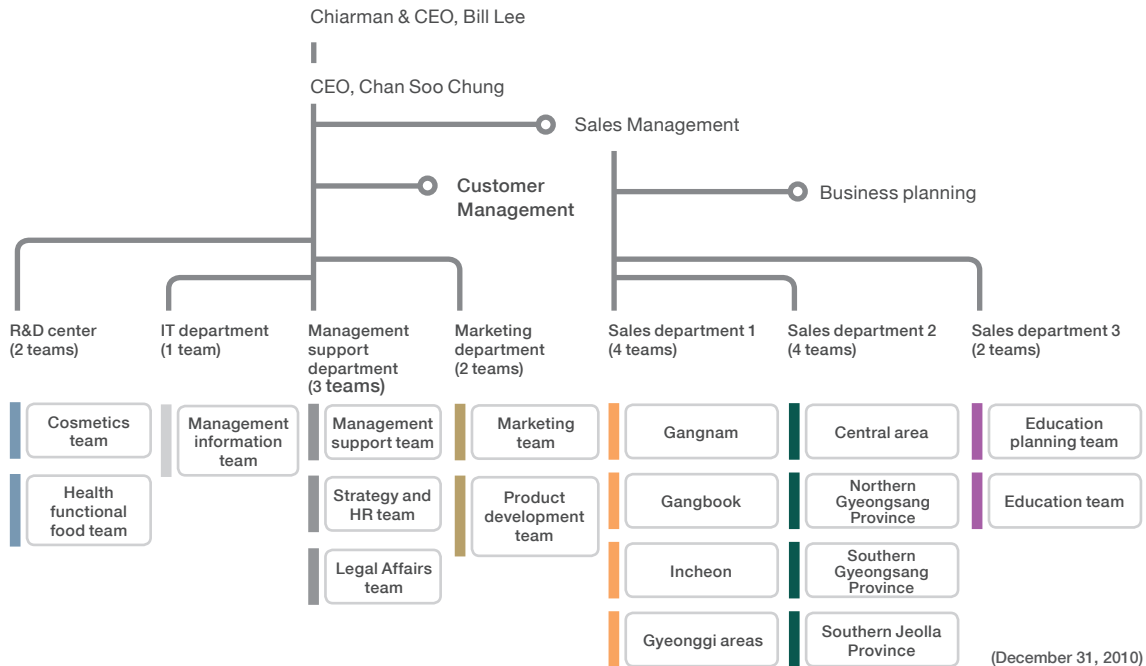 Chiarman & CEO, Bill Lee
CEO, Chan Soo Chung
Sales Management
Customer
Management
Business planning
R&D center
(2 teams)
IT department
(1 team)
Management
support
department
(3 teams)
Marketing
department
(2 teams)
Sales department 1
(4 teams)
Sales department 2
(4 teams)
Sales department 3
(2 teams)
Cosmetics
team
Health
functional
food team
Management
information
team
Management
support team
Strategy and
HR team
Legal Affairs
team
Marketing
team
Product
development
team
Gangnam
Gangbook
Incheon
Gyeonggi areas
Central area
Northern
Gyeongsang
Province
Southern
Gyeongsang
Province
Southern Jeolla
Province
Education
planning team
Education team
(December 31, 2010)